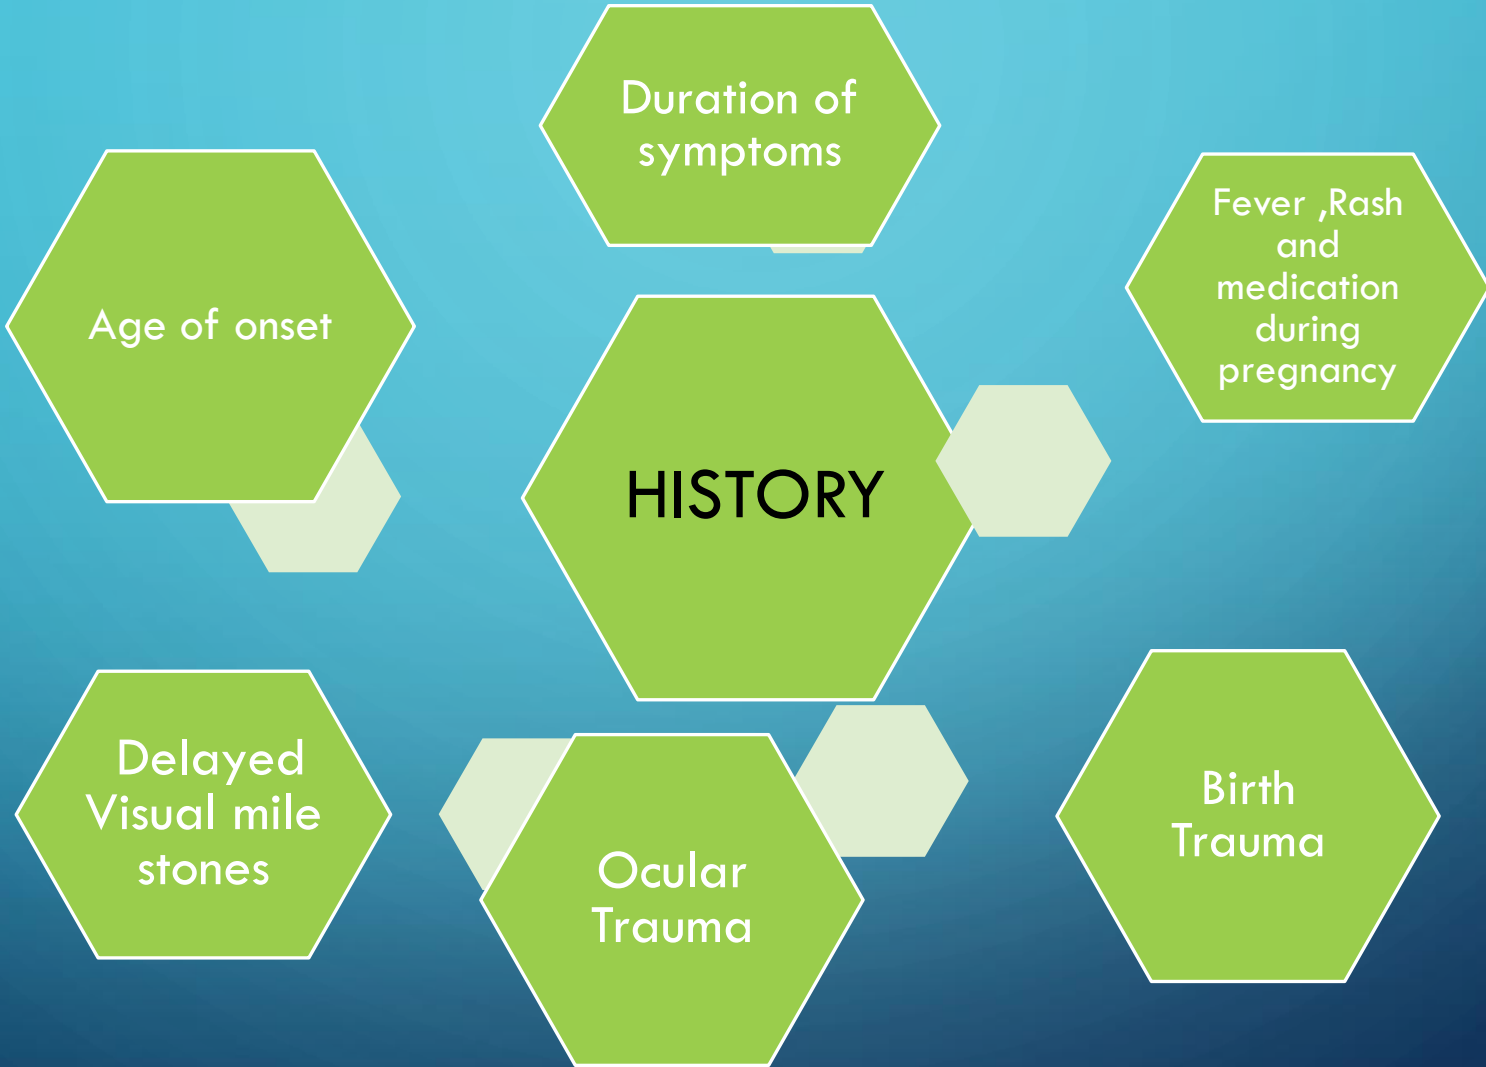 Duration of
symptoms
Age of onset
Fever ,Rash
and
medication
during
pregnancy
HISTORY
Delayed
Visual mile
stones
Ocular
Trauma
Birth
Trauma